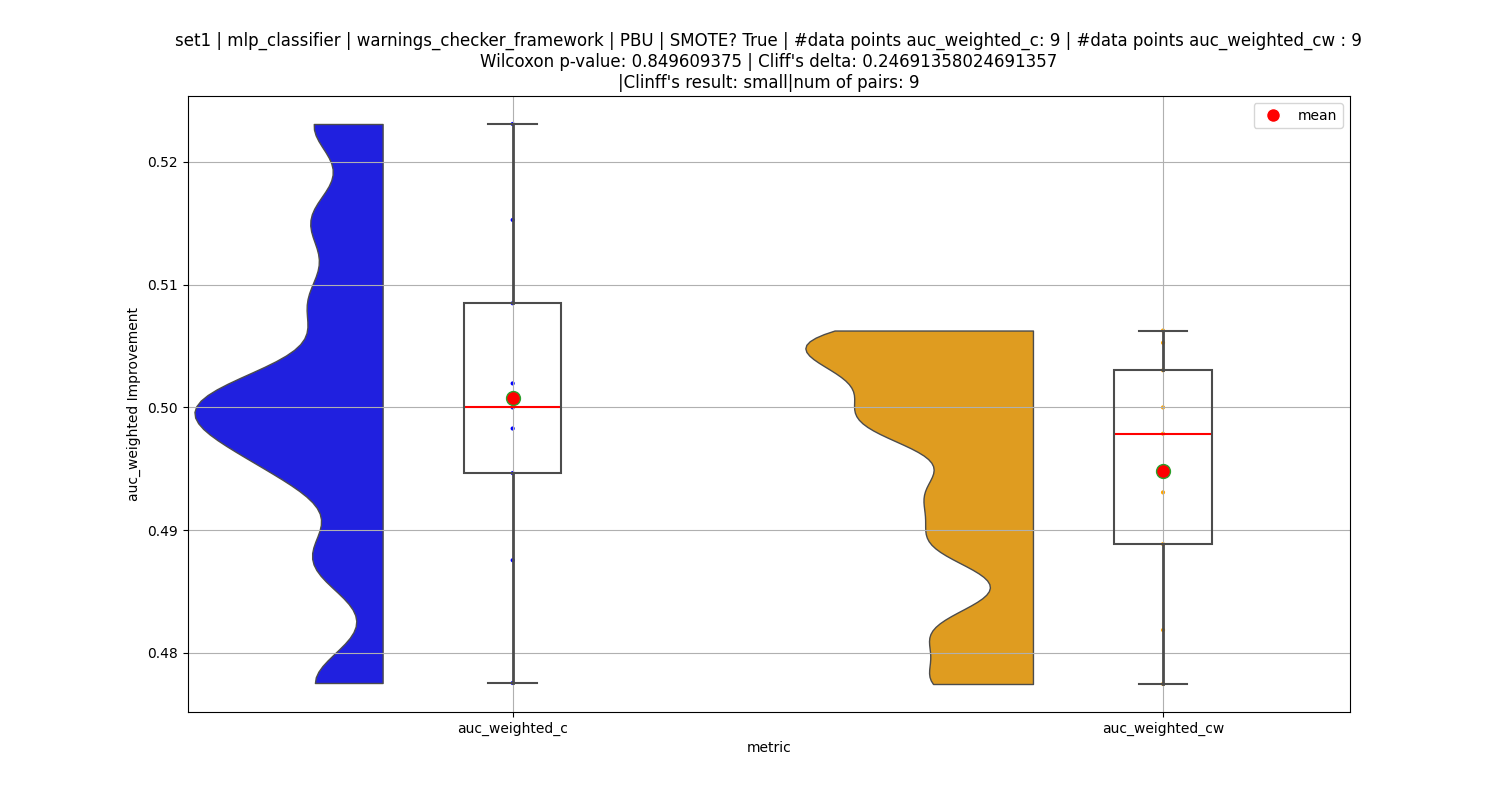 set1 | mlp_classifier | warnings_checker_framework | PBU | SMOTE? True | #data points auc_weighted_c: 9 | #data points auc_weighted_cw : 9
Wilcoxon p-value: 0.849609375 | Cliff's delta: 0.24691358024691357
|Clinff's result: small|num of pairs: 9
mean
0.52
0.51
0.50
0.49
0.48
auc_weighted Improvement
auc_weighted_c
auc_weighted_cw
metric